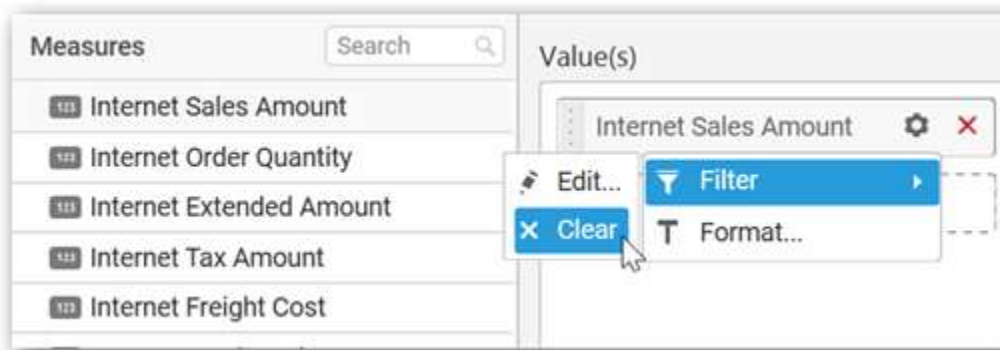 Measures
Search
Internet Sales Amount
Internet Order Quantity
Internet Extended Amount
Internet Tax Amount
Internet Freight Cost
Value(s)
Internet Sales Amount
Edit...
Clear
Filter
Format...